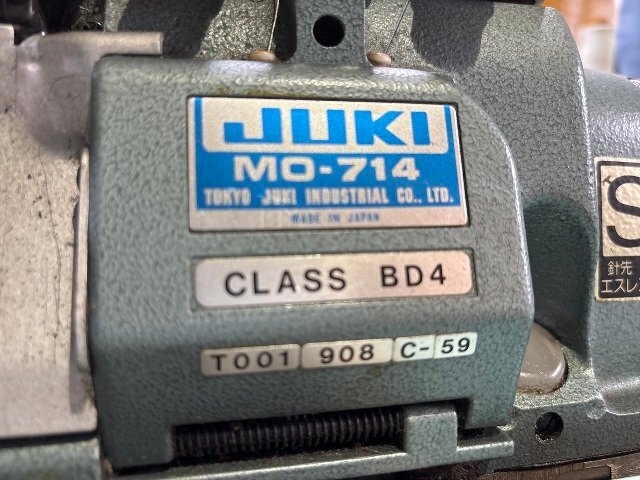 JUKI
MO-714
TOKYO JUKI INDUSTRIAL CO., LTD.
MADE IN JAPAN
CLASS BD4
T001 908 C- 59
S
針先
エスレ